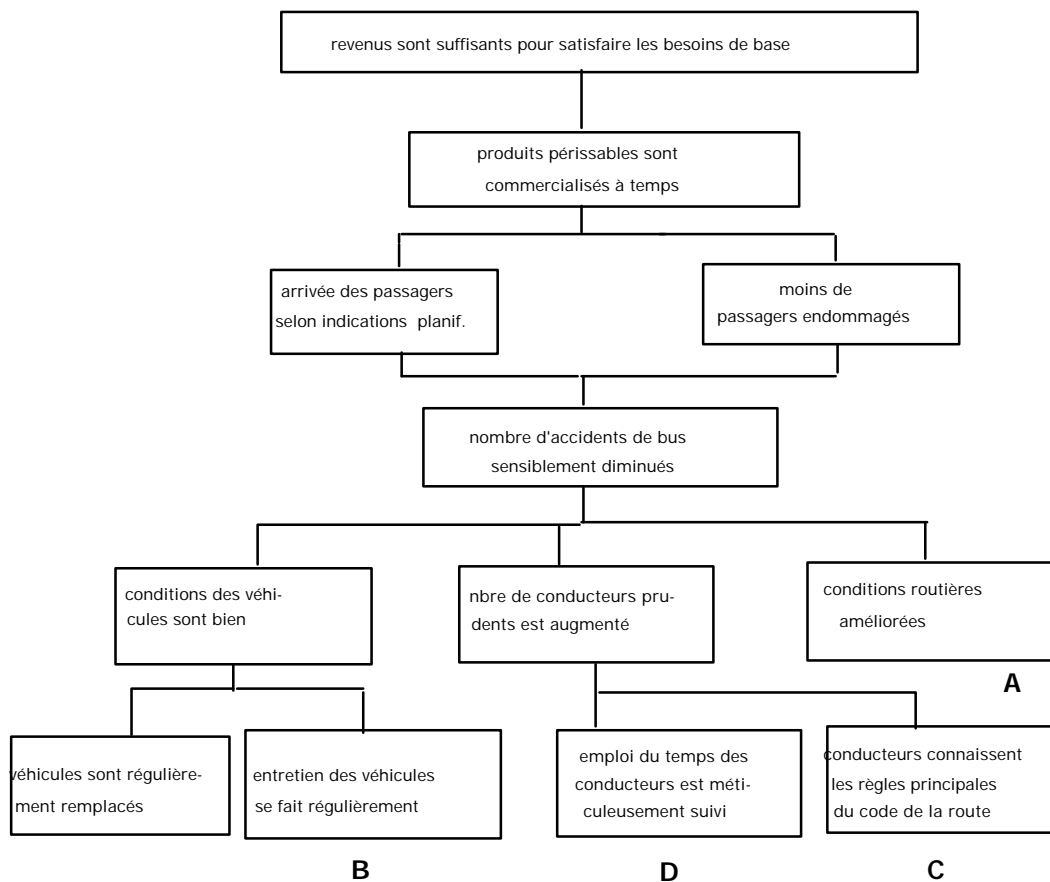 revenus sont suffisants pour satisfaire les besoins de base
produits périssables sont
commercialisés à temps
arrivée des passagers
selon indications planif.
moins de
passagers endommagés
nombre d'accidents de bus
sensiblement diminués
conditions des véhi-
cules sont bien
nbre de conducteurs pru-
dents est augmenté
conditions routières
améliorées
A
véhicules sont régulière-
ment remplacés
entretien des véhicules
se fait régulièrement
emploi du temps des
conducteurs est méti-
culeusement suivi
conducteurs connaissent
les règles principales
du code de la route
B
D
C